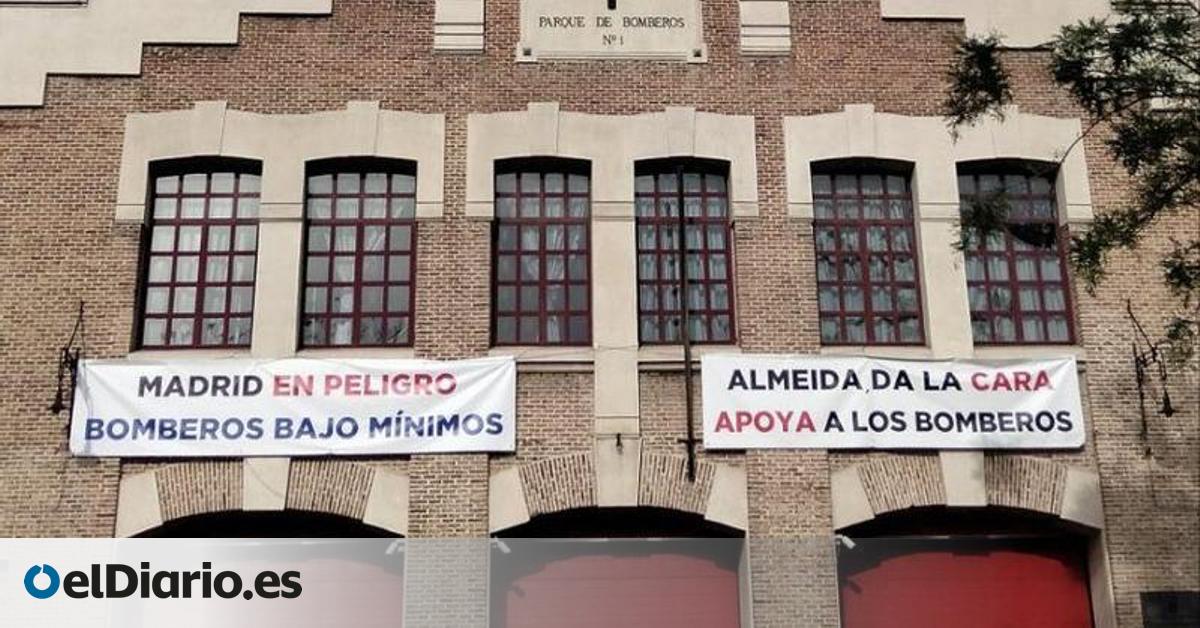 PARQUE DE BOMBEROS
Nº 1
MADRID EN PELIGRO
BOMBEROS BAJO MÍNIMOS
ALMEIDA DA LA CARA
APOYA A LOS BOMBEROS
elDiario.es